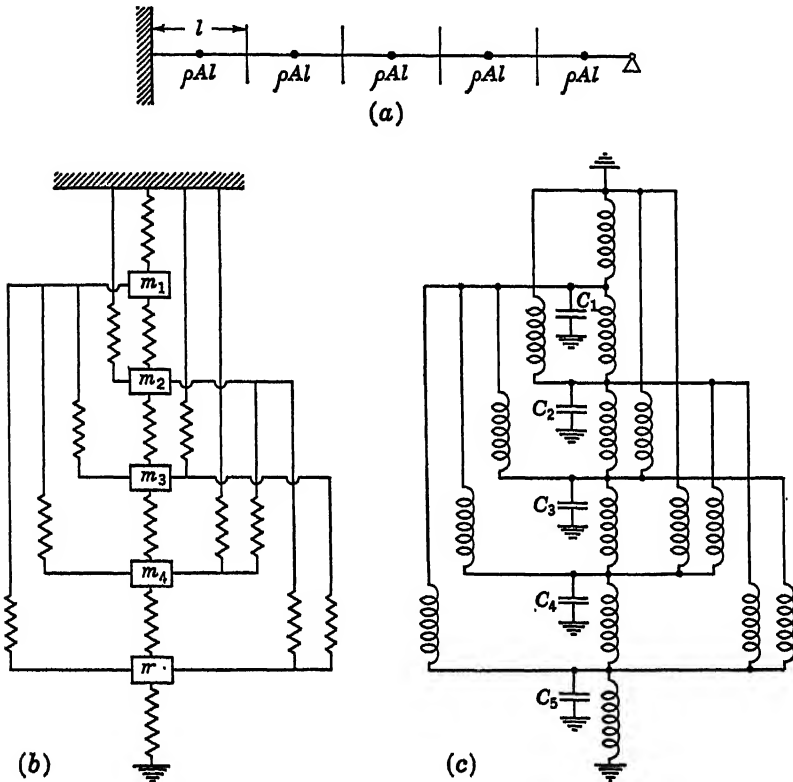 l
ρAl ρAl ρAl ρAl ρAl
(a)
m₁
m₂
m₃
m₄
(b)
C₁
C₂
C₃
C₄
C₅
(c)